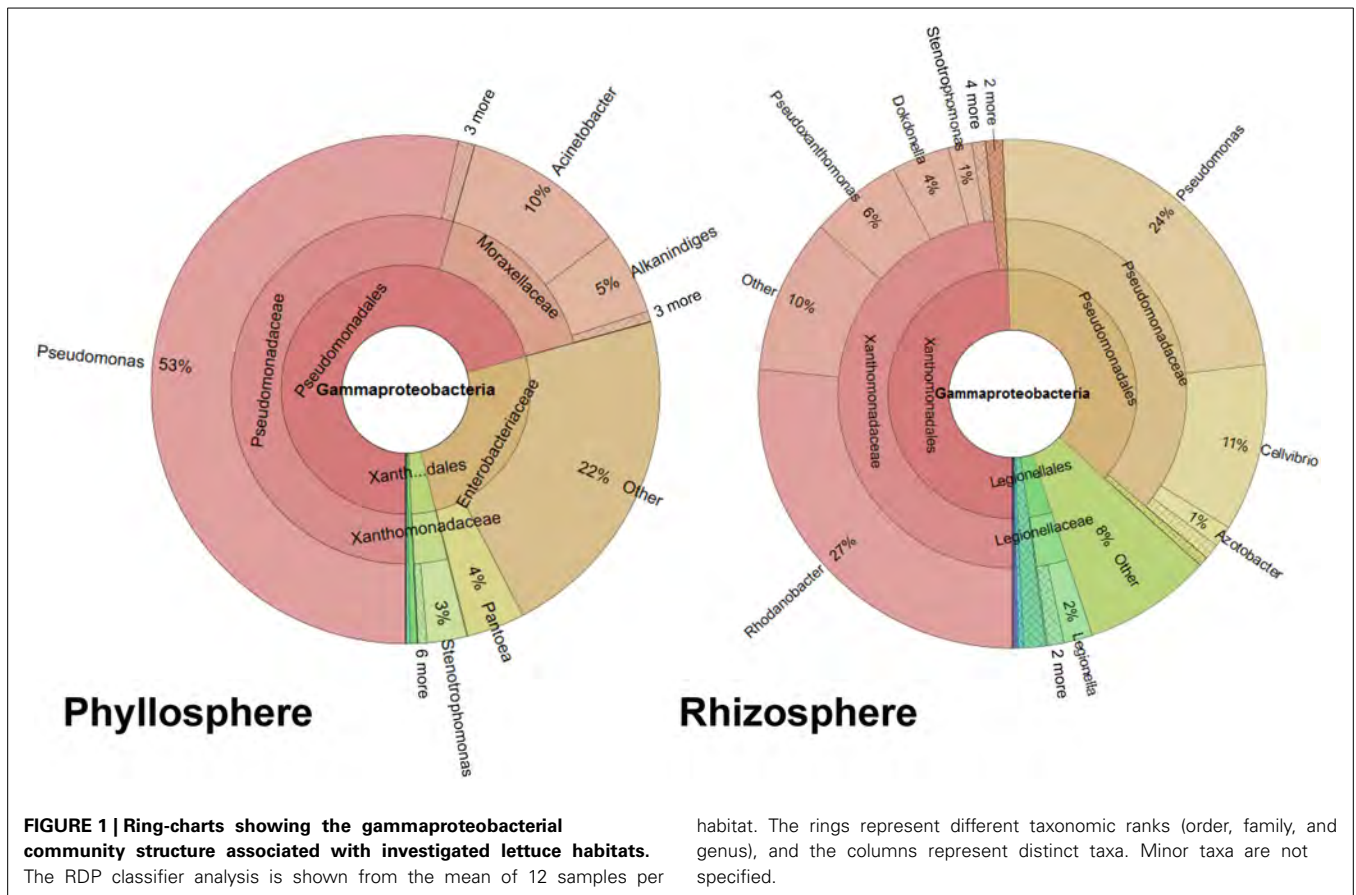 3 more
Acinetobacter
10%
Moraxellaceae
Alkanindiges
5%
3 more
Pseudomonadaceae
Pseudomonadales
Pseudomonas 53%
Gammaproteobacteria
Enterobacteriaceae
22% Other
Xanth...dales
Xanthomonadaceae
4%
Pantoea
3%
Stenotrophomonas
6 more
Phyllosphere
2 more
4 more
Stenotrophomonas
1%
Dokdonella
4%
Pseudoxanthomonas
6%
Other 10%
Pseudomonas
24%
Pseudomonadaceae
Pseudomonadales
Xanthomonadaceae
Xanthomonadales
Gammaproteobacteria
11% Cellvibrio
1%
Azotobacter
Legionellales
Legionellaceae
8%
Other
27%
Rhodanobacter
2%
Legionella
2 more
Rhizosphere
FIGURE 1 | Ring-charts showing the gammaproteobacterial
community structure associated with investigated lettuce habitats.
The RDP classifier analysis is shown from the mean of 12 samples per
habitat. The rings represent different taxonomic ranks (order, family, and
genus), and the columns represent distinct taxa. Minor taxa are not
specified.